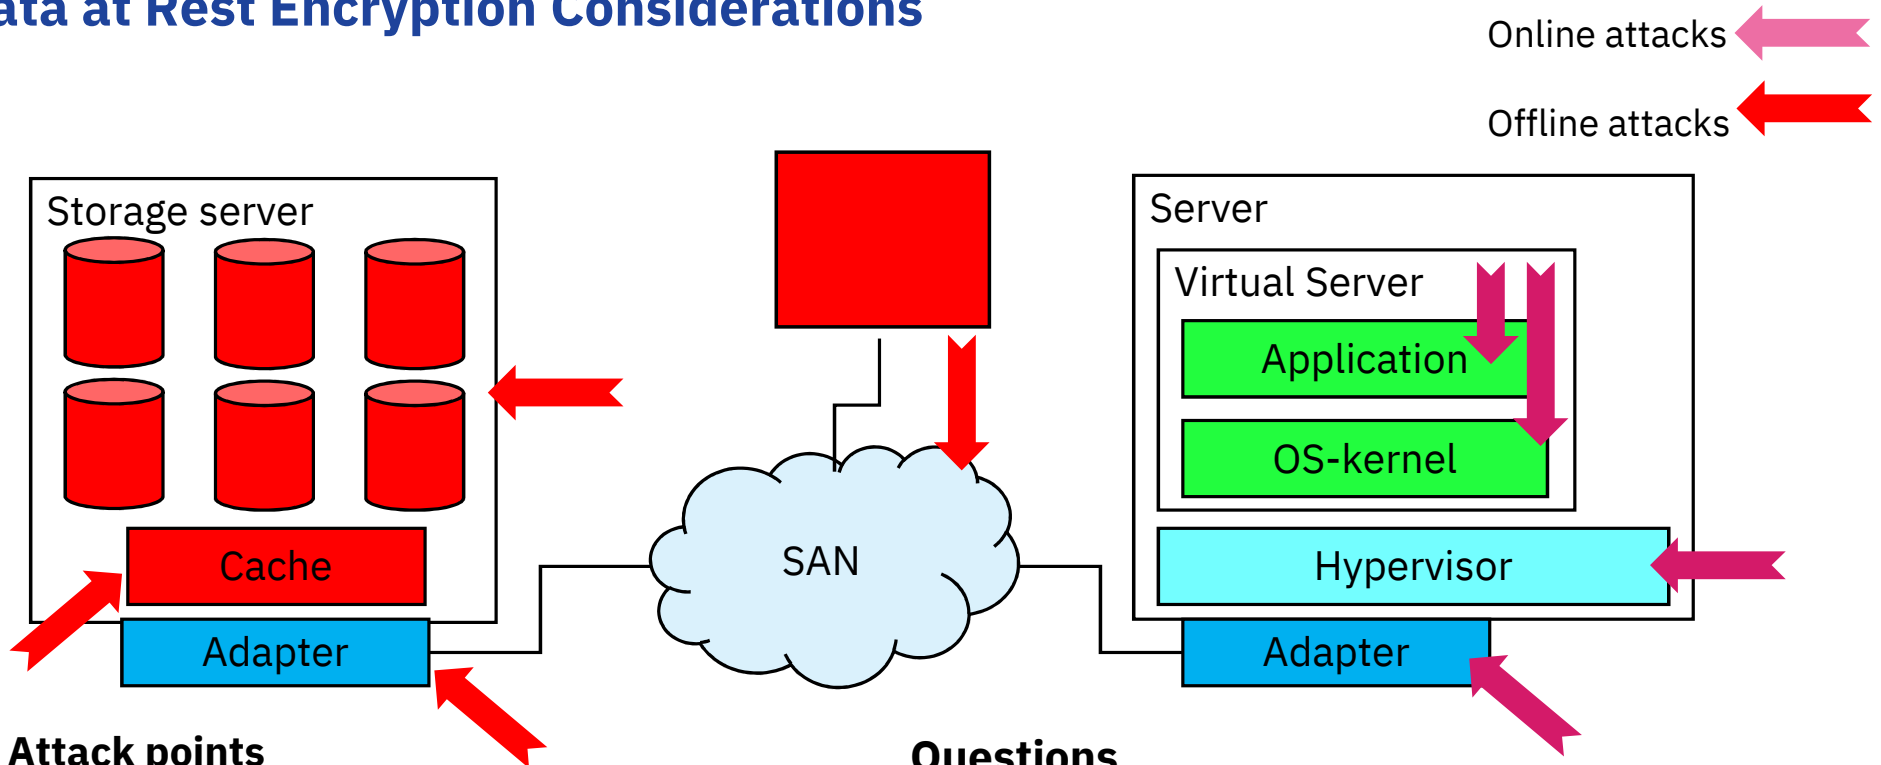 ata at Rest Encryption Considerations
Online attacks
Offline attacks
Storage server
Server
Virtual Server
Application
OS-kernel
SAN
Cache
Hypervisor
Adapter
Adapter
Attack points
Questions